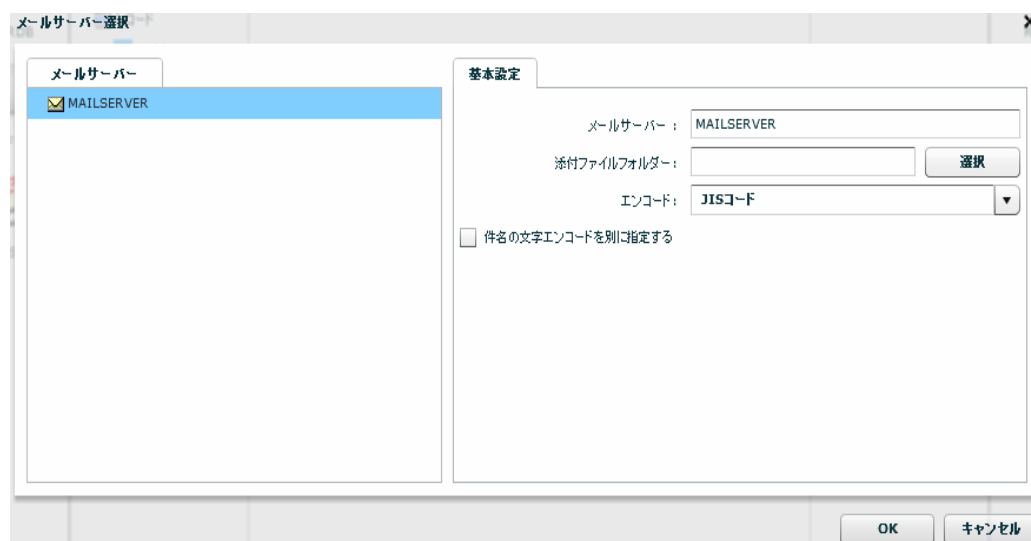 メールサーバー選択
メールサーバー
MAILSERVER
基本設定
メールサーバー : MAILSERVER
添付ファイルフォルダー: 選択
エンコード: JISコード
件名の文字エンコードを別に指定する
OK キャンセル